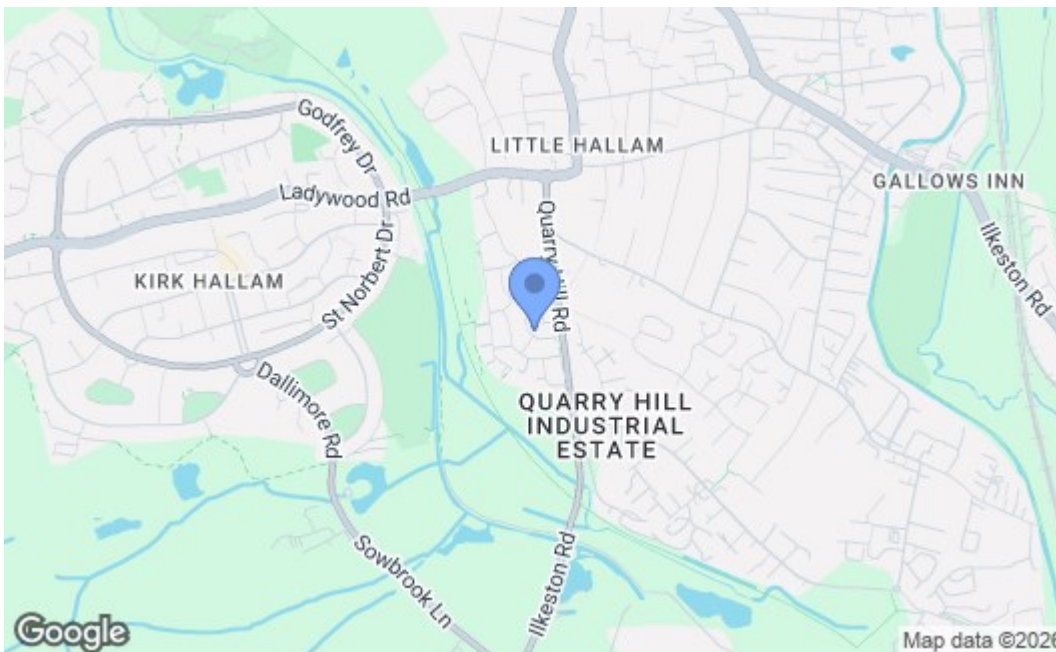 Godfrey Dr
LITTLE HALLAM
Ladywood Rd
GALLOWS INN
Quarry Hill Rd
Ilkeston Rd
KIRK HALLAM
St Norbert Dr
Dallimore Rd
QUARRY HILL
INDUSTRIAL
ESTATE
Sowbrook Ln
Ilkeston Rd
Google
Map data ©2026